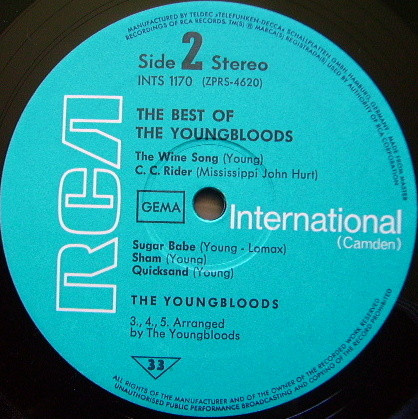 MANUFACTURED BY TELDEC »TELEFUNKEN-DECCA« SCHALLPLATTEN GMBH, HAMBURG, GERMANY · MADE FROM MASTER
RECORDINGS OF RCA RECORDS. TM(S) ® MARCA(S) REGISTRADA(S) USED BY AUTHORITY OF RCA CORPORATION
Side 2 Stereo
INTS 1170 (ZPRS-4620)
THE BEST OF
THE YOUNGBLOODS
The Wine Song (Young)
C. C. Rider (Mississippi John Hurt)
GEMA
RCA
International
(Camden)
Sugar Babe (Young - Lomax)
Sham (Young)
Quicksand (Young)
THE YOUNGBLOODS
3., 4., 5. Arranged
by The Youngbloods
33
ALL RIGHTS OF THE MANUFACTURER AND OF THE OWNER OF THE RECORDED WORK RESERVED
UNAUTHORISED PUBLIC PERFORMANCE BROADCASTING AND COPYING OF THE RECORD PROHIBITED